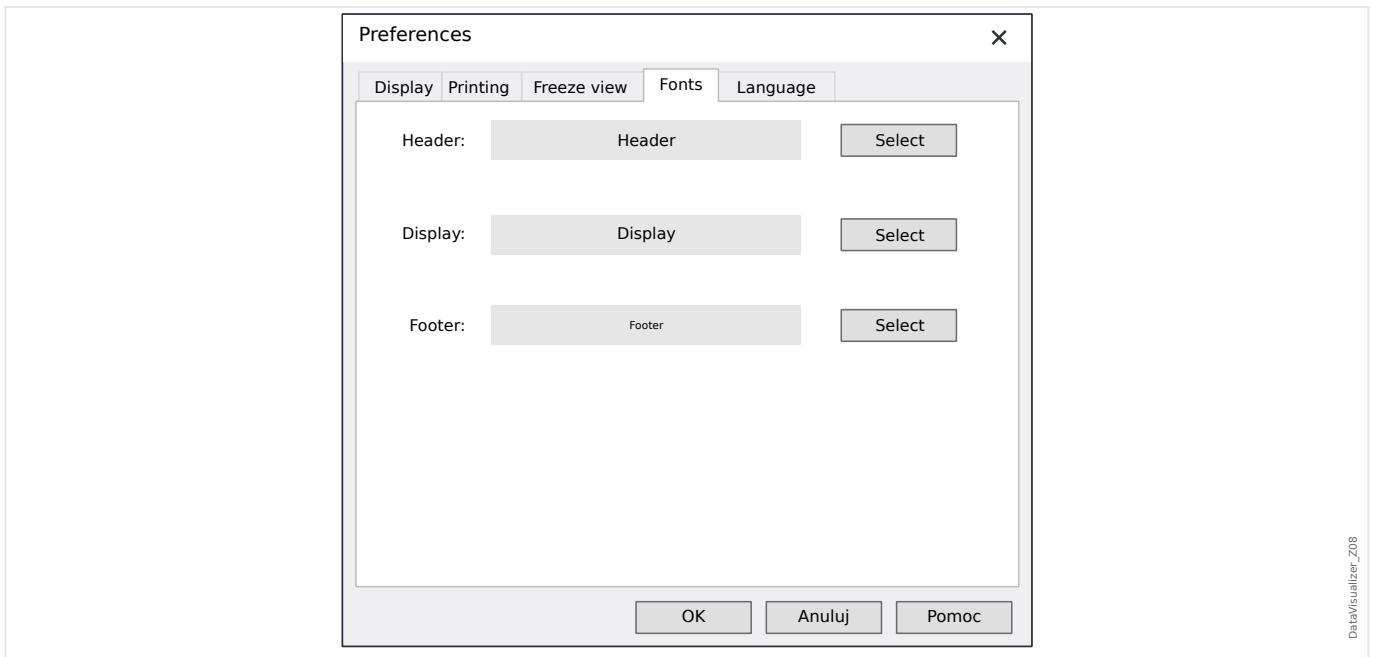 Preferences
Display Printing Freeze view Fonts Language
Header: Header Select
Display: Display Select
Footer: Footer Select
OK Anuluj Pomoc
DataVisualizer_Z08